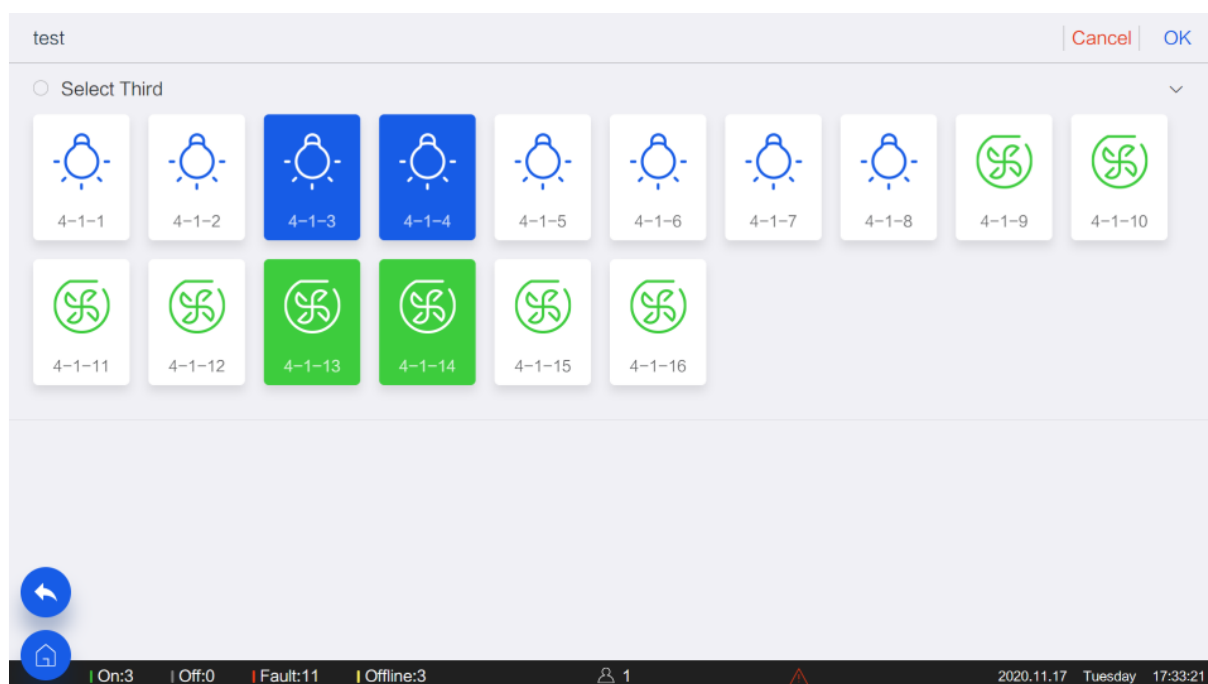 test Cancel OK
Select Third
4-1-1 4-1-2 4-1-3 4-1-4 4-1-5 4-1-6 4-1-7 4-1-8 4-1-9 4-1-10
4-1-11 4-1-12 4-1-13 4-1-14 4-1-15 4-1-16
On:3 Off:0 Fault:11 Offline:3 1 2020.11.17 Tuesday 17:33:21